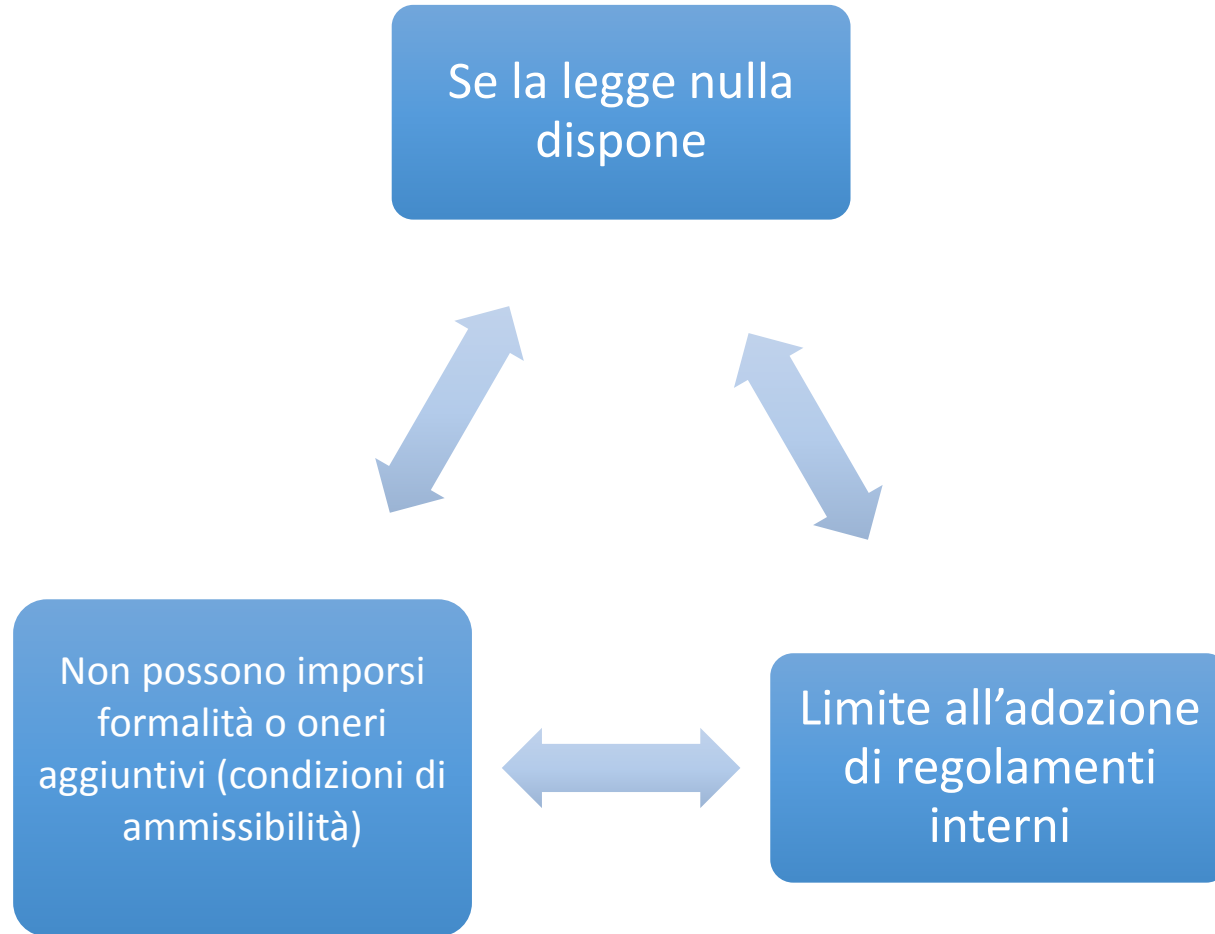 Se la legge nulla
dispone
Non possono imporsi
formalità o oneri
aggiuntivi (condizioni di
ammissibilità)
Limite all’adozione
di regolamenti
interni